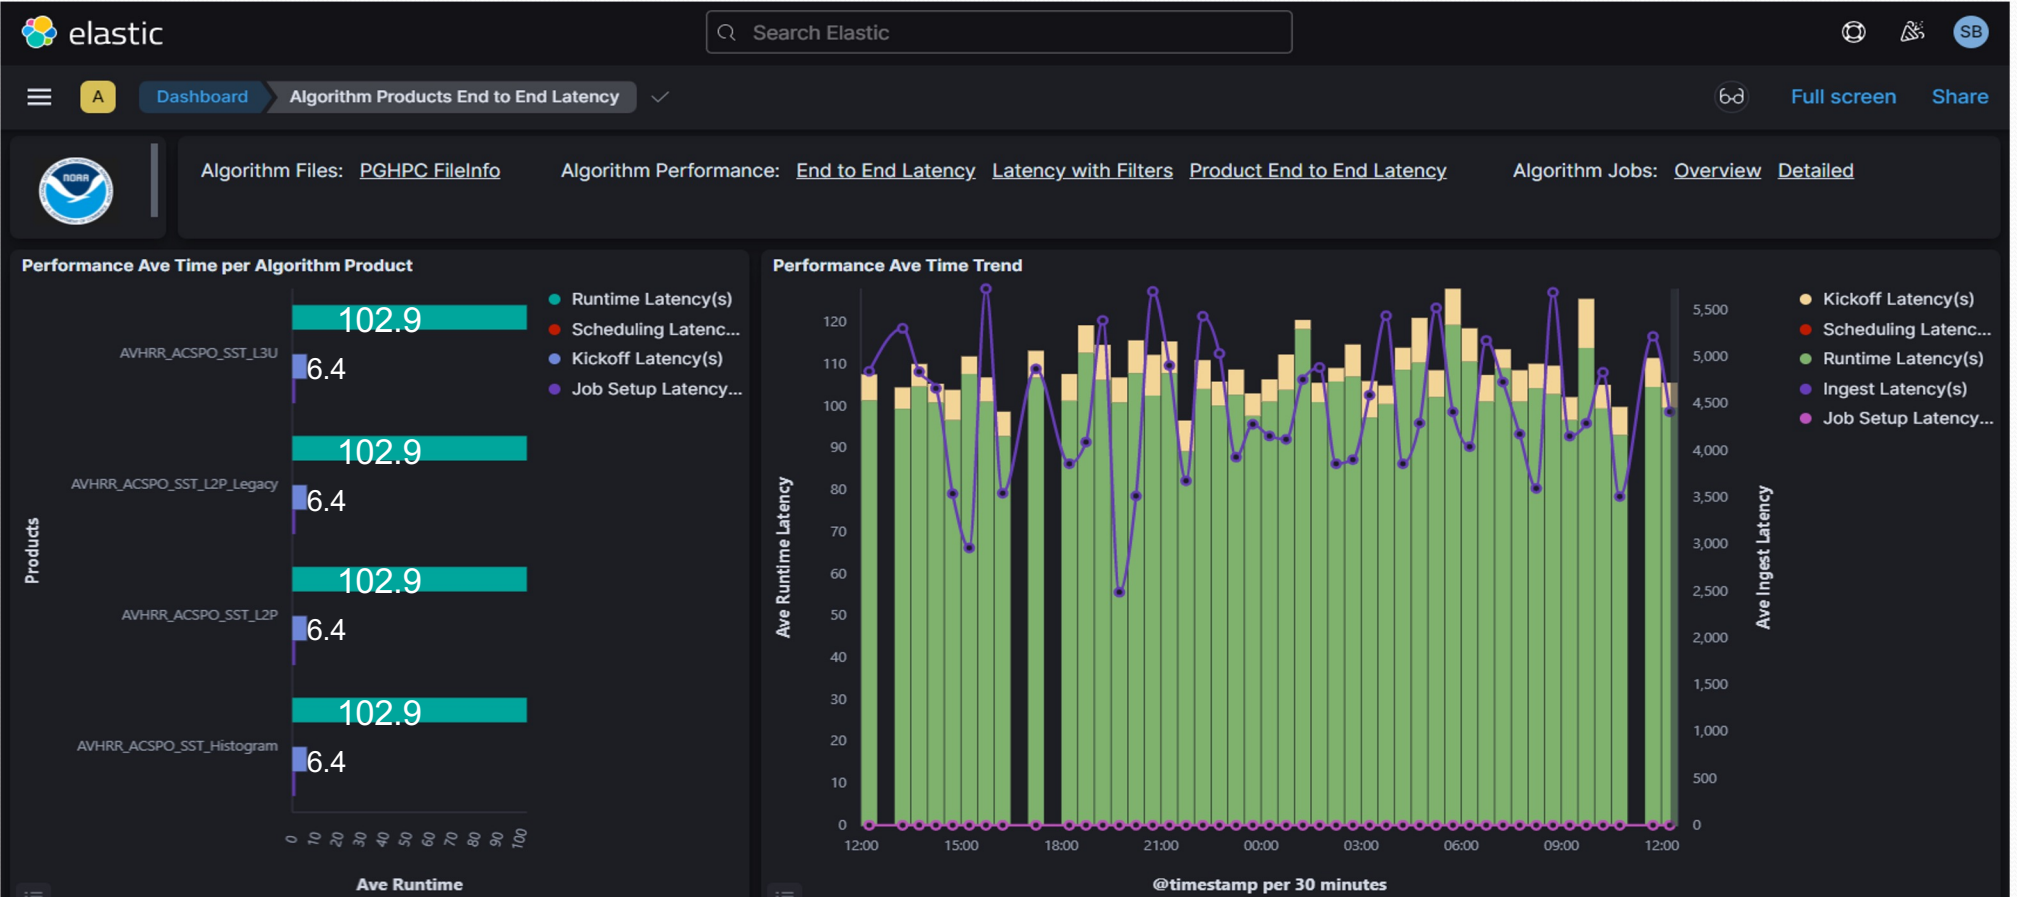 elastic
Search Elastic
SB
A
Dashboard
Algorithm Products End to End Latency
Full screen
Share
NOAA
Algorithm Files: PGHPC FileInfo
Algorithm Performance: End to End Latency Latency with Filters Product End to End Latency
Algorithm Jobs: Overview Detailed
Performance Ave Time per Algorithm Product
Runtime Latency(s)
Scheduling Latenc...
Kickoff Latency(s)
Job Setup Latency...
Products
AVHRR_ACSPO_SST_L3U
102.9
6.4
AVHRR_ACSPO_SST_L2P_Legacy
102.9
6.4
AVHRR_ACSPO_SST_L2P
102.9
6.4
AVHRR_ACSPO_SST_Histogram
102.9
6.4
0 10 20 30 40 50 60 70 80 90 100
Ave Runtime
Performance Ave Time Trend
Kickoff Latency(s)
Scheduling Latenc...
Runtime Latency(s)
Ingest Latency(s)
Job Setup Latency...
Ave Runtime Latency
120
110
100
90
80
70
60
50
40
30
20
10
0
5,500
5,000
4,500
4,000
3,500
3,000
2,500
2,000
1,500
1,000
500
0
Ave Ingest Latency
12:00 15:00 18:00 21:00 00:00 03:00 06:00 09:00 12:00
@timestamp per 30 minutes